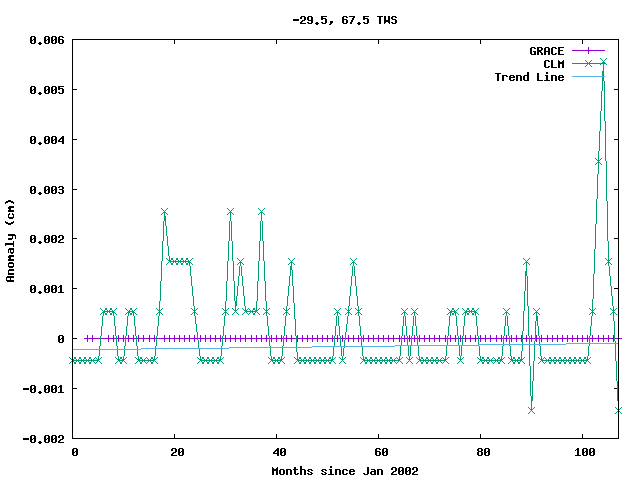 -29.5, 67.5 TWS
GRACE
CLM
Trend Line
0.006
0.005
0.004
0.003
0.002
0.001
0
-0.001
-0.002
Anomaly (cm)
0 20 40 60 80 100
Months since Jan 2002